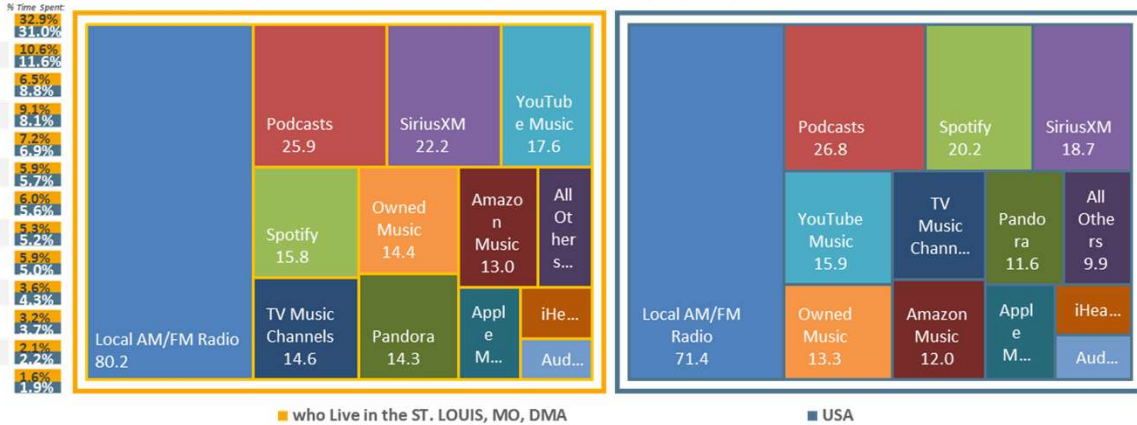 % Time Spent:
32.9%
31.0%
10.6%
11.6%
6.5%
8.8%
9.1%
8.1%
7.2%
6.9%
5.9%
5.7%
6.0%
5.6%
5.3%
5.2%
5.9%
5.0%
3.6%
4.3%
3.2%
3.7%
2.1%
2.2%
1.6%
1.9%
Local AM/FM Radio
80.2
Podcasts
25.9
SiriusXM
22.2
YouTub
e Music
17.6
Spotify
15.8
Owned
Music
14.4
Amazo
n
Music
13.0
All
Ot
her
s...
TV Music
Channels
14.6
Pandora
14.3
Appl
e
M...
iHe...
Aud...
Local AM/FM
Radio
71.4
Podcasts
26.8
Spotify
20.2
SiriusXM
18.7
YouTube
Music
15.9
TV
Music
Chann...
Pando
ra
11.6
All
Othe
rs
9.9
Owned
Music
13.3
Amazon
Music
12.0
Appl
e
M...
iHea...
Aud...
who Live in the ST. LOUIS, MO, DMA
USA